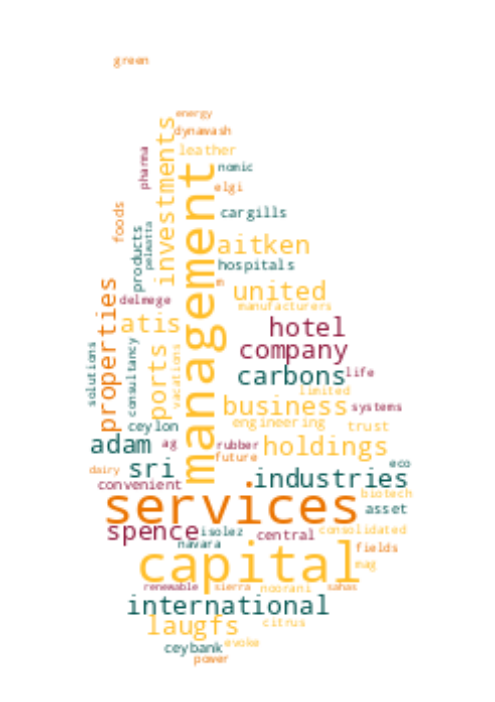 green
energy
dynawash
investments
leather
pharma
nomic
management
elgi
foods
cargills
products
pelwatta
aitken
hospitals
m
properties
united
delmege
manufacturers
atis
hotel
solutions
consultancy
ports
vacations
company
carbons
life
limited
business
systems
ceylon
engineering
trust
adam
ag
rubber
holdings
future
sri
eco
dairy
convenient
industries
services
biotech
asset
spence
isolez
central
consolidated
navara
fields
capital
mag
renewable
sierra
noorani
sahas
international
laugfs
citrus
ceybank
evoke
power